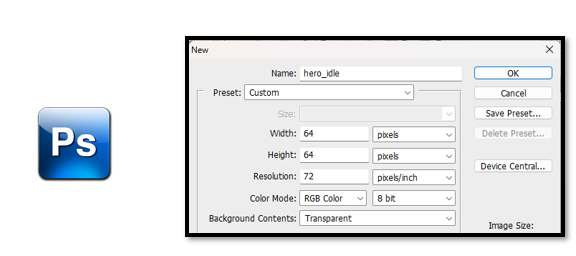 Ps
New
Name: hero_idle
OK
Preset: Custom
Cancel
Size:
Save Preset...
Width: 64 pixels
Delete Preset...
Height: 64 pixels
Resolution: 72 pixels/inch
Device Central...
Color Mode: RGB Color 8 bit
Background Contents: Transparent
Image Size: